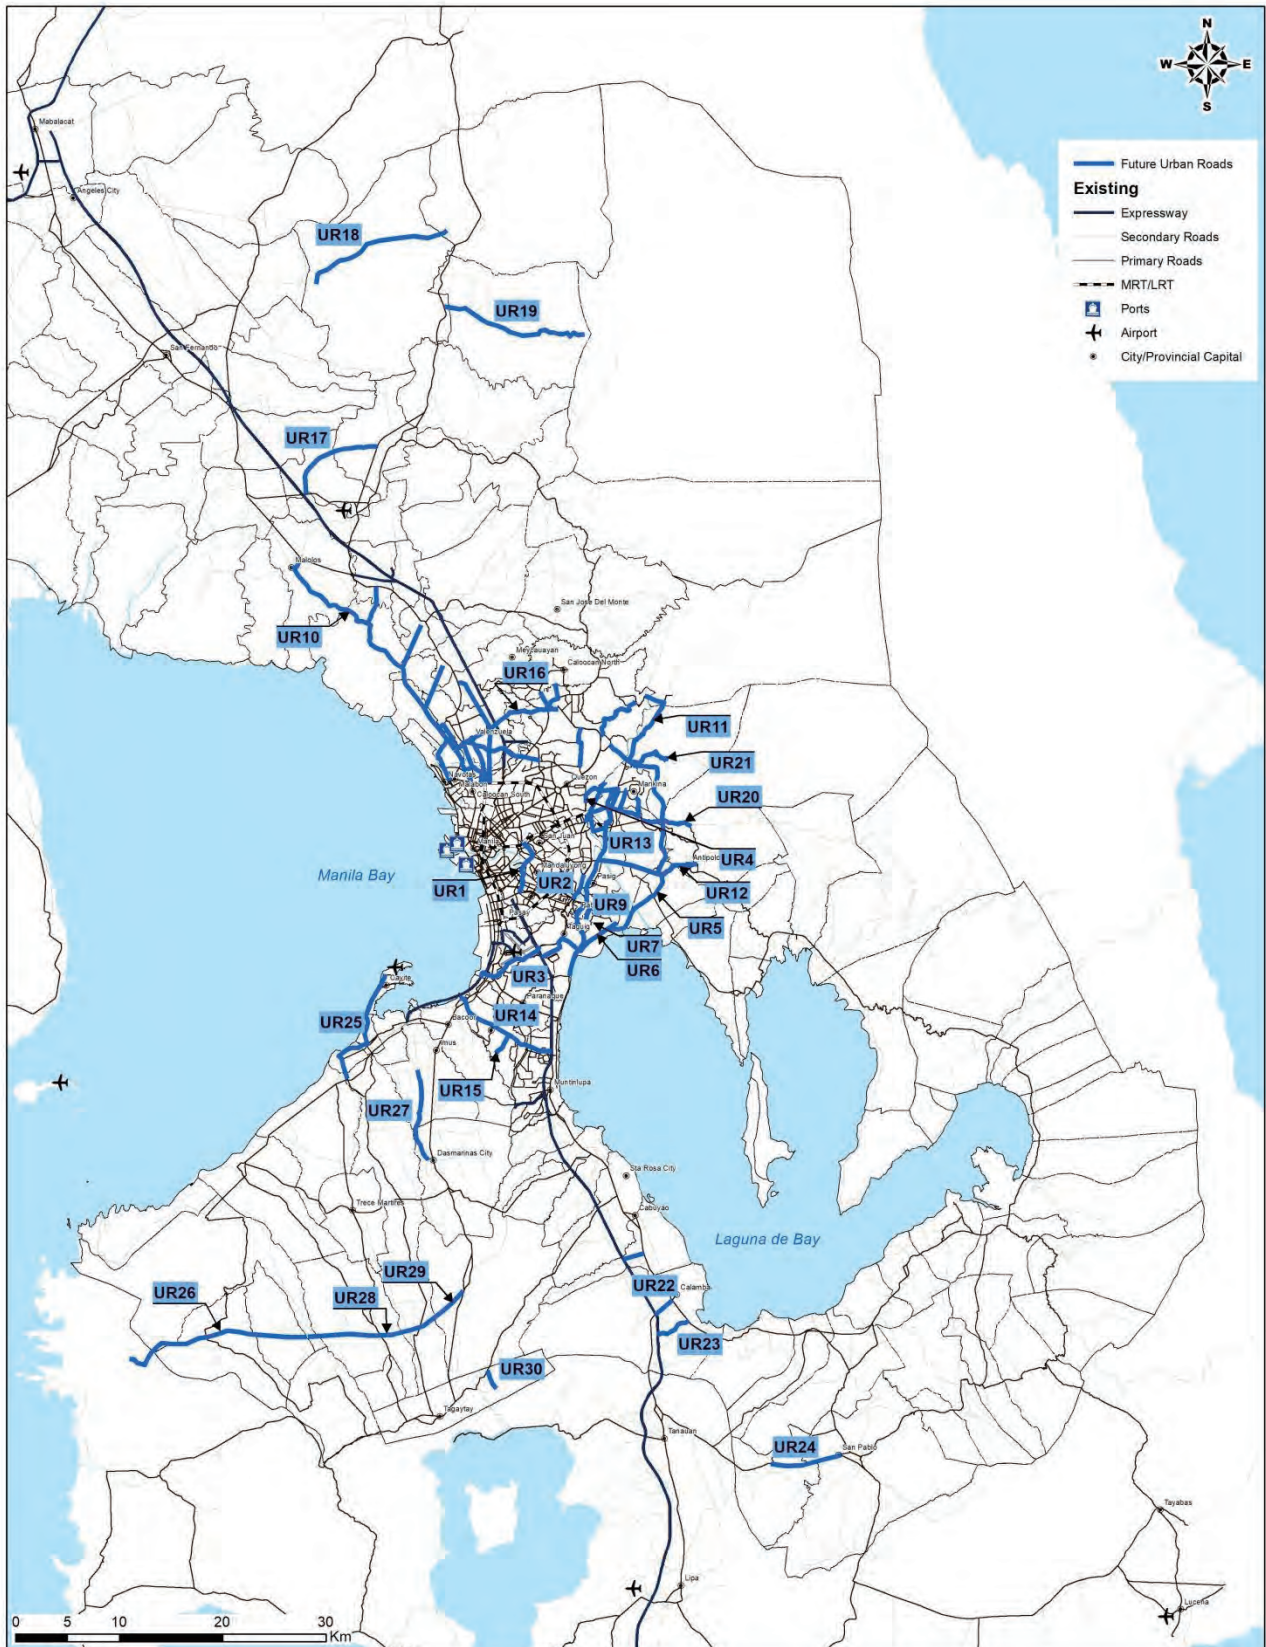 N
W E
S
Mabalacat
Future Urban Roads
Existing
Angeles City
Expressway
UR18
Secondary Roads
Primary Roads
MRT/LRT
UR19
Ports
Airport
San Fernando
City/Provincial Capital
UR17
Malolos
San Jose Del Monte
UR10
Meycauayan
Caloocan North
UR16
UR11
Valenzuela
UR21
Navotas
Quezon
Malabon
Marikina
Caloocan South
UR20
Manila
San Juan
UR13
UR4
Antipolo
Manila Bay
Mandaluyong
UR1
UR2
Pasig
UR12
UR9
Pasay
UR5
Taguig
UR7
UR3
UR6
Cavite
Paranaque
UR14
UR25
Bacoor
Imus
UR15
Muntinlupa
UR27
Dasmarinas City
Sta Rosa City
Trece Martires
Cabuyao
Laguna de Bay
UR29
UR26
UR28
UR22
Calamba
UR23
UR30
Tagaytay
Tanauan
UR24
San Pablo
Tayabas
Lipa
Lucena
0 5 10 20 30
Km